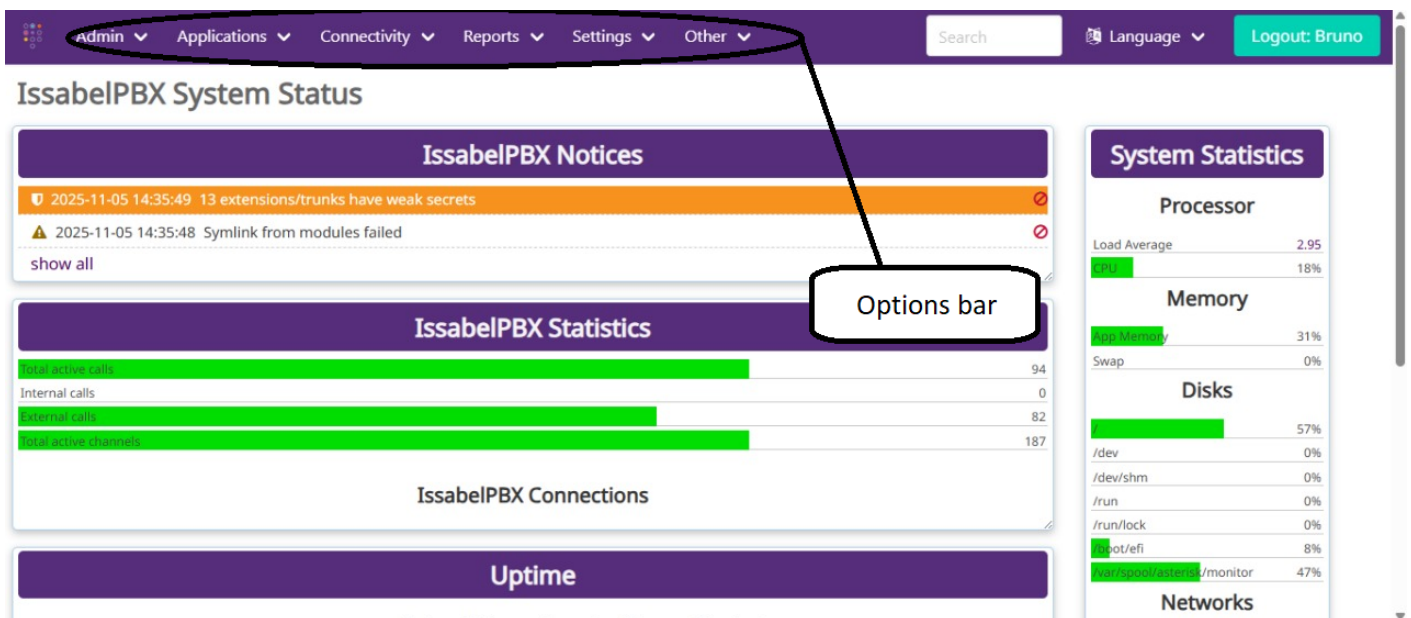 Admin Applications Connectivity Reports Settings Other Search Language Logout: Bruno
IssabelPBX System Status
IssabelPBX Notices
2025-11-05 14:35:49 13 extensions/trunks have weak secrets
2025-11-05 14:35:48 Symlink from modules failed
show all
Options bar
IssabelPBX Statistics
Total active calls 94
Internal calls 0
External calls 82
Total active channels 187
IssabelPBX Connections
Uptime
System Statistics
Processor
Load Average 2.95
CPU 18%
Memory
App Memory 31%
Swap 0%
Disks
/ 57%
/dev 0%
/dev/shm 0%
/run 0%
/run/lock 0%
/boot/efi 8%
/var/spool/asterisk/monitor 47%
Networks